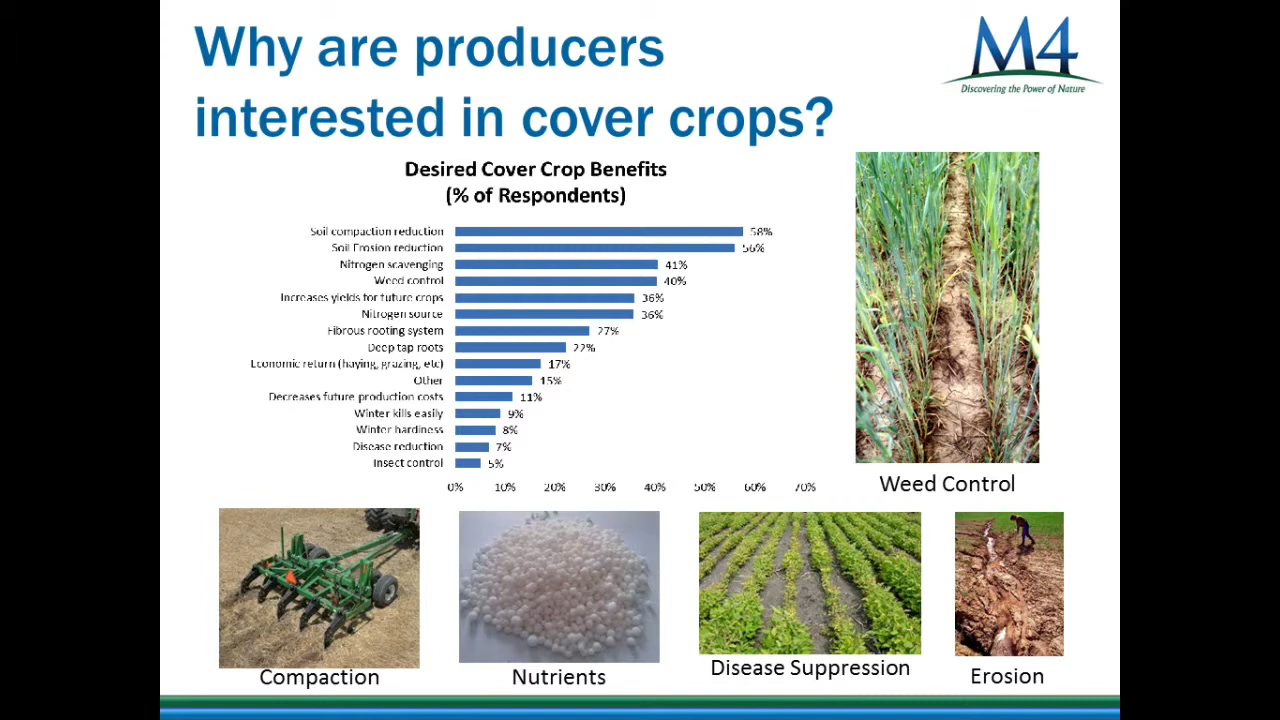 Why are producers
interested in cover crops?
M4
Discovering the Power of Nature
Desired Cover Crop Benefits
(% of Respondents)
Soil compaction reduction 58%
Soil Erosion reduction 56%
Nitrogen scavenging 41%
Weed control 40%
Increases yields for future crops 36%
Nitrogen source 36%
Fibrous rooting system 27%
Deep tap roots 22%
Economic return (haying, grazing, etc) 17%
Other 15%
Decreases future production costs 11%
Winter kills easily 9%
Winter hardiness 8%
Disease reduction 7%
Insect control 5%
0% 10% 20% 30% 40% 50% 60% 70%
Weed Control
Compaction
Nutrients
Disease Suppression
Erosion